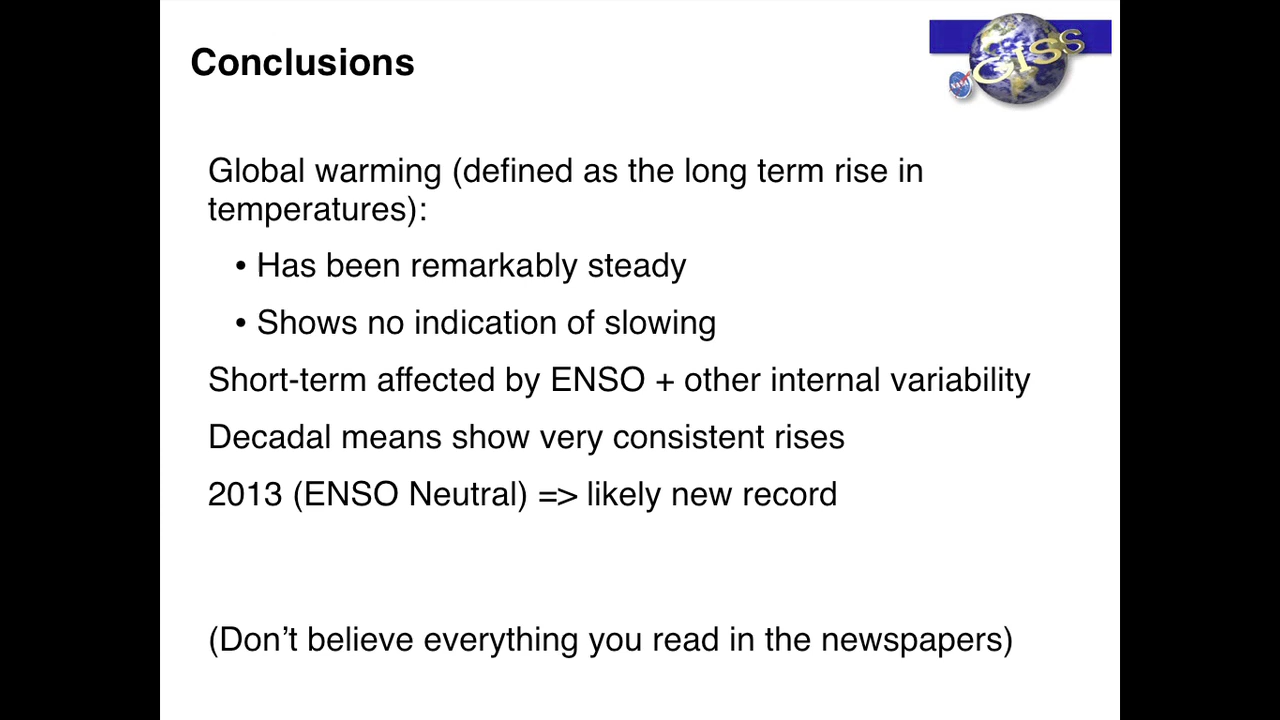 Conclusions
GISS
NASA
Global warming (defined as the long term rise in
temperatures):
• Has been remarkably steady
• Shows no indication of slowing
Short-term affected by ENSO + other internal variability
Decadal means show very consistent rises
2013 (ENSO Neutral) => likely new record
(Don’t believe everything you read in the newspapers)